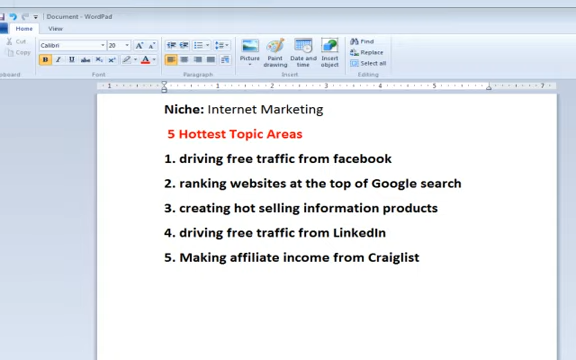 Document - WordPad
Home
View
Cut
Copy
Calibri
20
Find
Replace
Select all
Picture
Paint drawing
Date and time
Insert object
Font
Paragraph
Insert
Editing
Niche: Internet Marketing
5 Hottest Topic Areas
1. driving free traffic from facebook
2. ranking websites at the top of Google search
3. creating hot selling information products
4. driving free traffic from LinkedIn
5. Making affiliate income from Craiglist